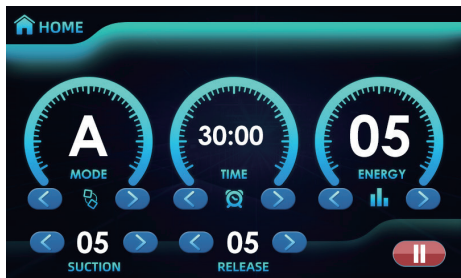 HOME
A
MODE
30:00
TIME
05
ENERGY
05
SUCTION
05
RELEASE